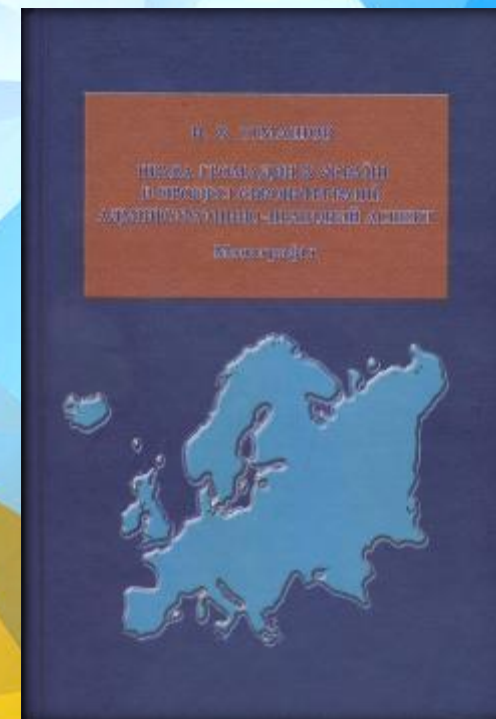 ПРАВА ГРОМАДЯН В УКРАЇНІ
В ПРОЦЕСІ ЄВРОІНТЕГРАЦІЇ
АДМІНІСТРАТИВНО-ПРАВОВИЙ АСПЕКТ
Монографія